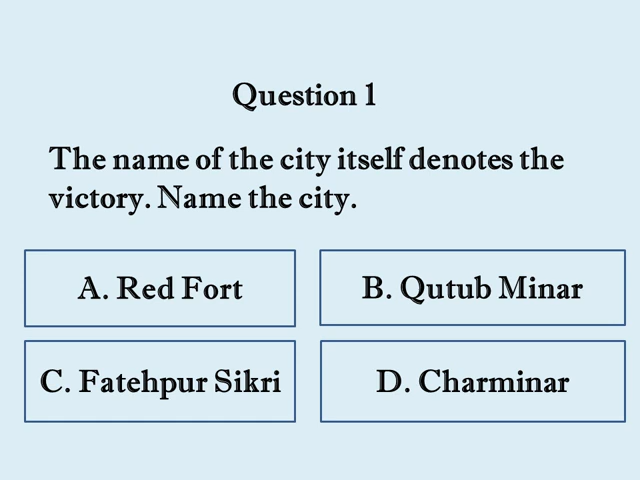 Question 1
The name of the city itself denotes the
victory. Name the city.
A. Red Fort
B. Qutub Minar
C. Fatehpur Sikri
D. Charminar